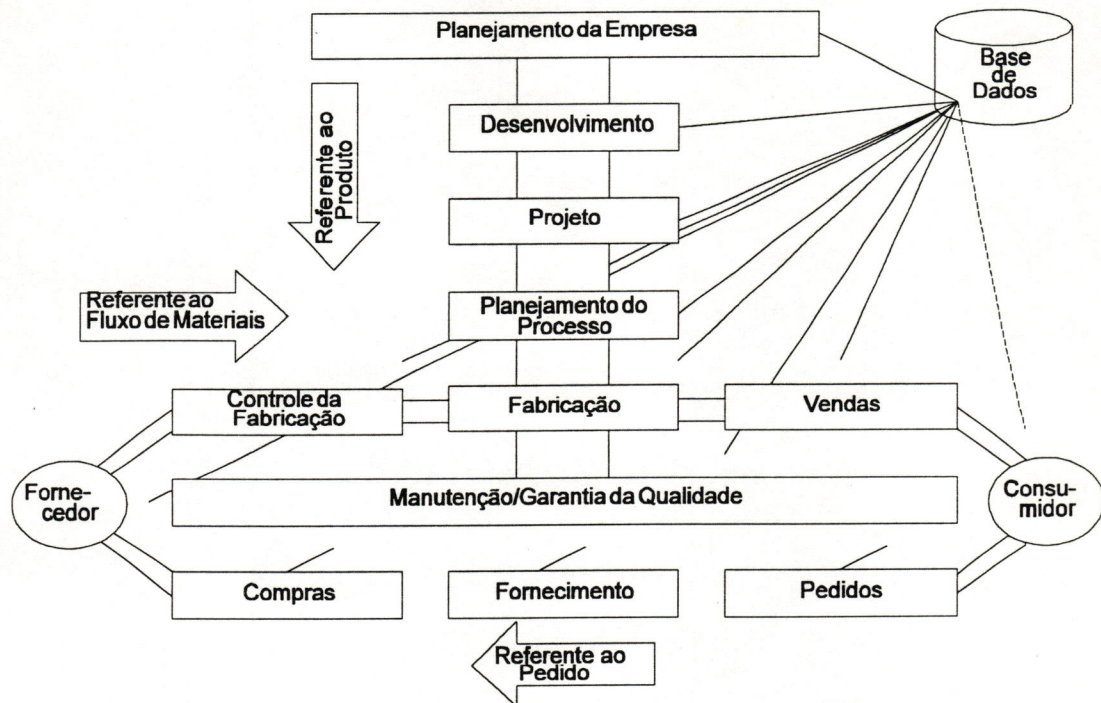 Planejamento da Empresa
Base
de
Dados
Desenvolvimento
Referente ao
Produto
Projeto
Referente ao
Fluxo de Materiais
Planejamento do
Processo
Controle da
Fabricação
Fabricação
Vendas
Forne-
cedor
Manutenção/Garantia da Qualidade
Consu-
midor
Compras
Fornecimento
Pedidos
Referente ao
Pedido